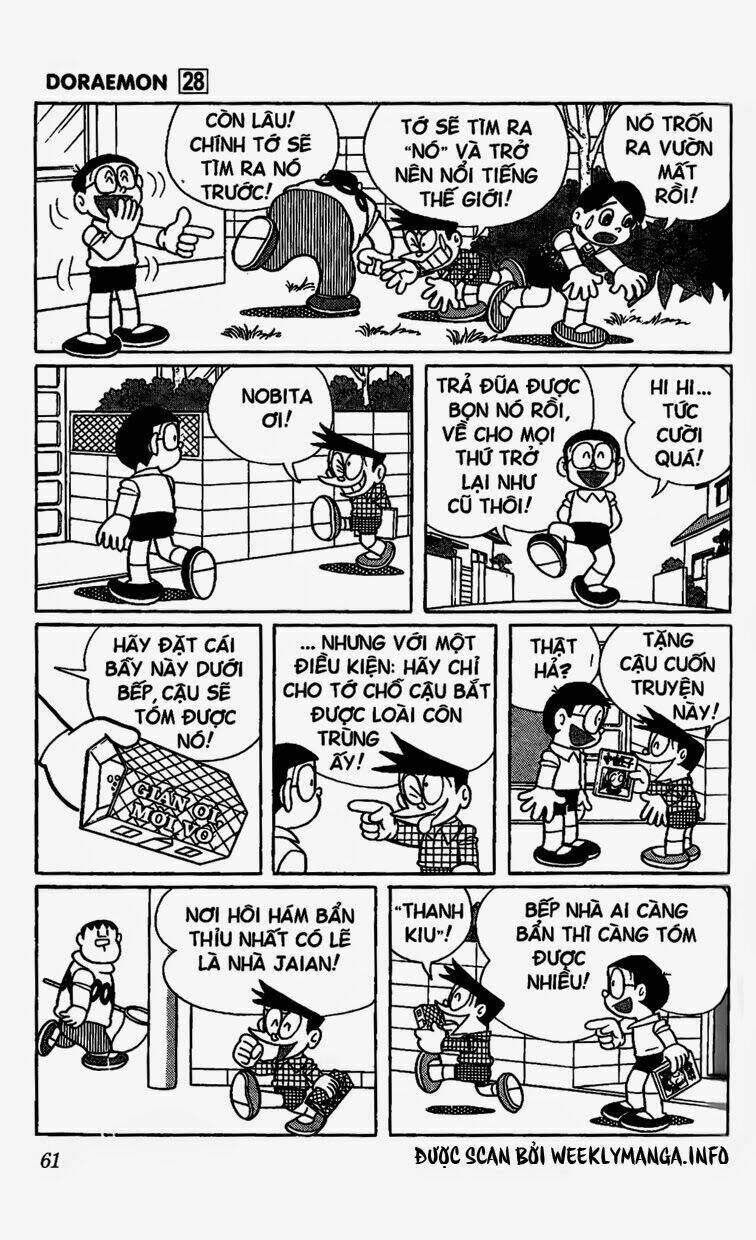 DORAEMON 28
NÓ TRỐN
RA VƯỜN
MẤT
RỒI!
TỚ SẼ TÌM RA
“NÓ” VÀ TRỞ
NÊN NỔI TIẾNG
THẾ GIỚI!
CÒN LÂU!
CHÍNH TỚ SẼ
TÌM RA NÓ
TRƯỚC!
HI HI...
TỨC
CƯỜI
QUÁ!
TRẢ ĐŨA ĐƯỢC
BỌN NÓ RỒI,
VỀ CHO MỌI
THỨ TRỞ
LẠI NHƯ
CŨ THÔI!
NOBITA
ƠI!
TẶNG
CẬU CUỐN
TRUYỆN
NÀY!
THẬT
HẢ?
... NHƯNG VỚI MỘT
ĐIỀU KIỆN: HÃY CHỈ
CHO TỚ CHỖ CẬU BẮT
ĐƯỢC LOÀI CÔN
TRÙNG
ẤY!
HÃY ĐẶT CÁI
BẪY NÀY DƯỚI
BẾP, CẬU SẼ
TÓM ĐƯỢC
NÓ!
GIÁN ƠI,
MỜI VÔ
BẾP NHÀ AI CÀNG
BẨN THÌ CÀNG TÓM
ĐƯỢC
NHIỀU!
“THANH
KIU”!
NƠI HÔI HÁM BẨN
THỈU NHẤT CÓ LẼ
LÀ NHÀ JAIAN!
61
ĐƯỢC SCAN BỞI WEEKLYMANGA.INFO